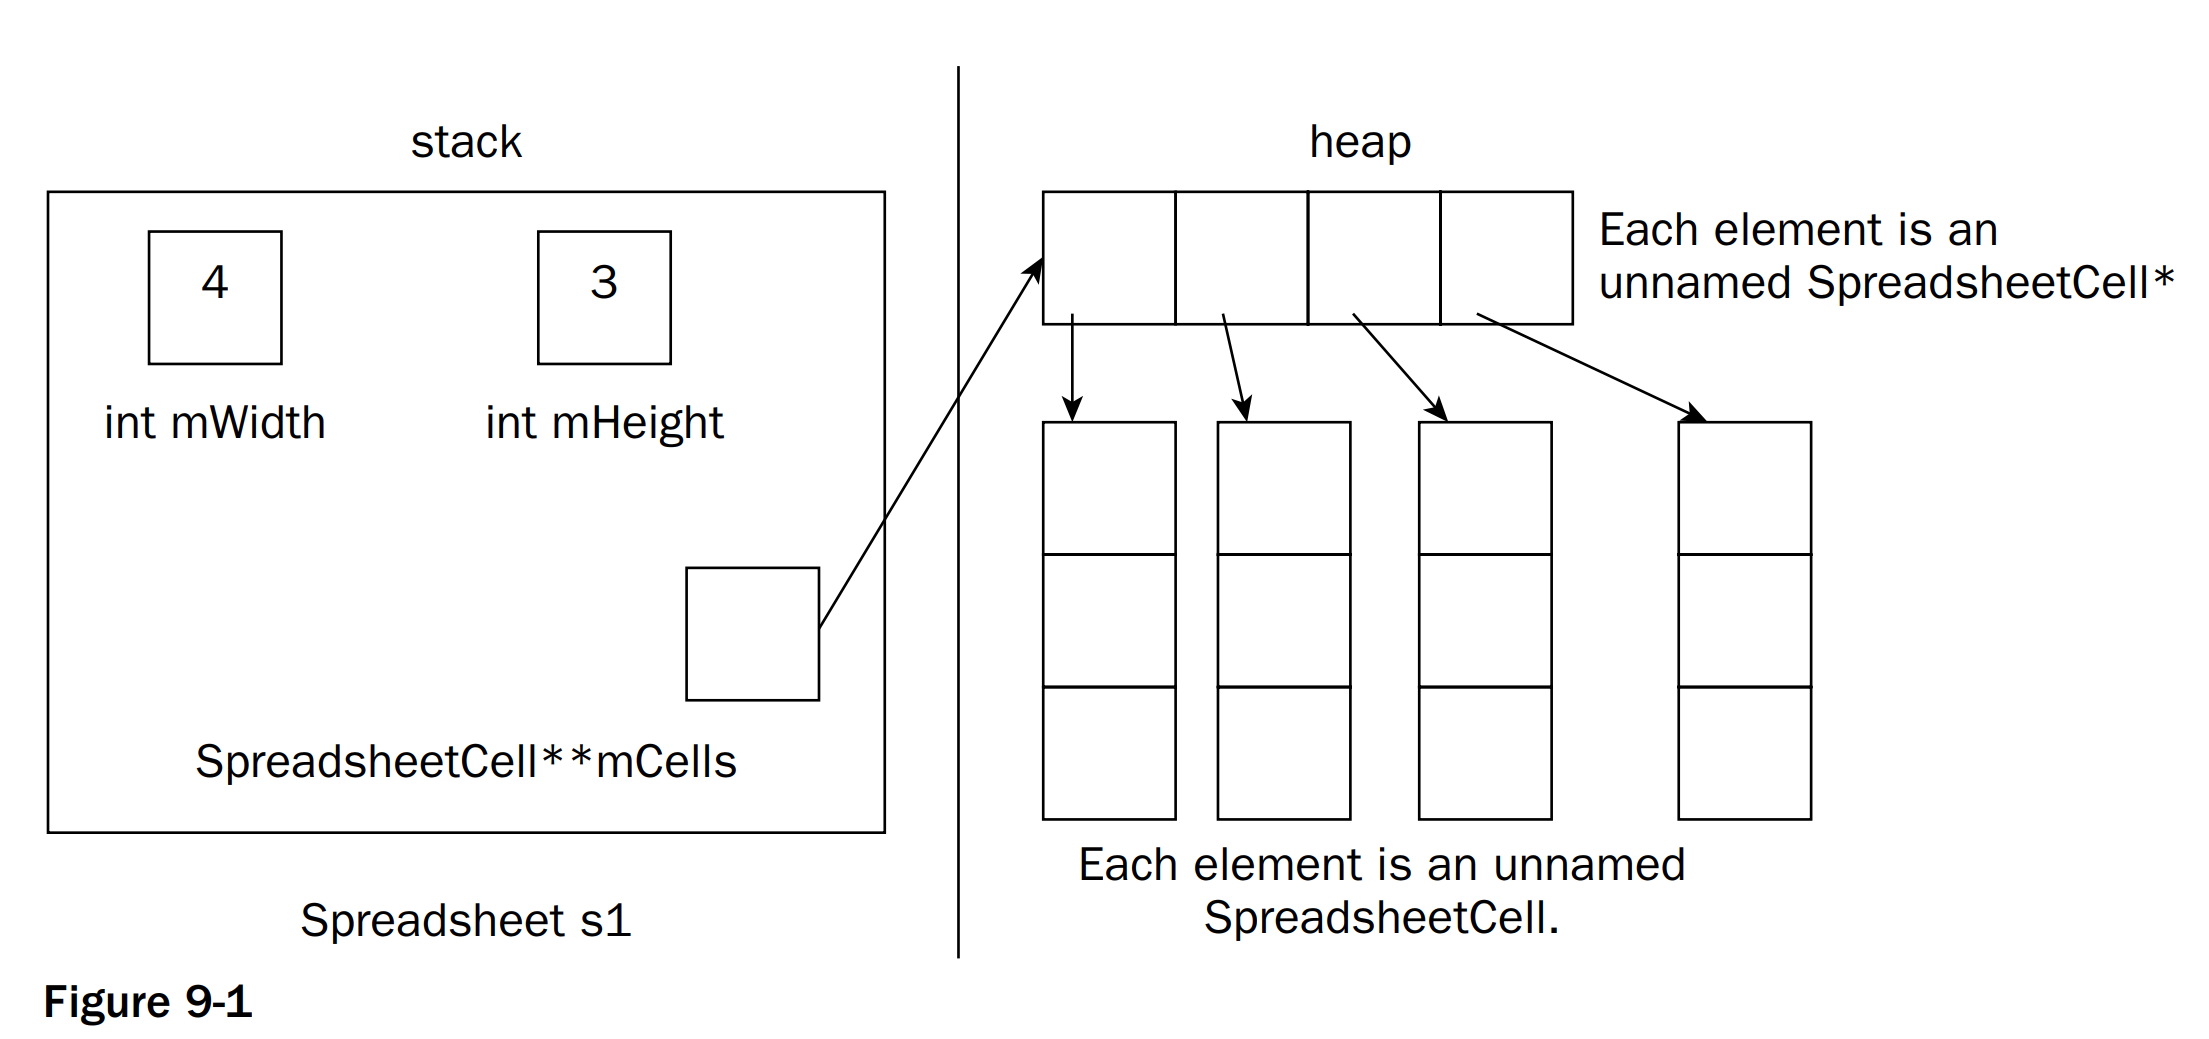 stack
4
3
int mWidth
int mHeight
SpreadsheetCell**mCells
Spreadsheet s1
heap
Each element is an
unnamed SpreadsheetCell*
Each element is an unnamed
SpreadsheetCell.
Figure 9-1